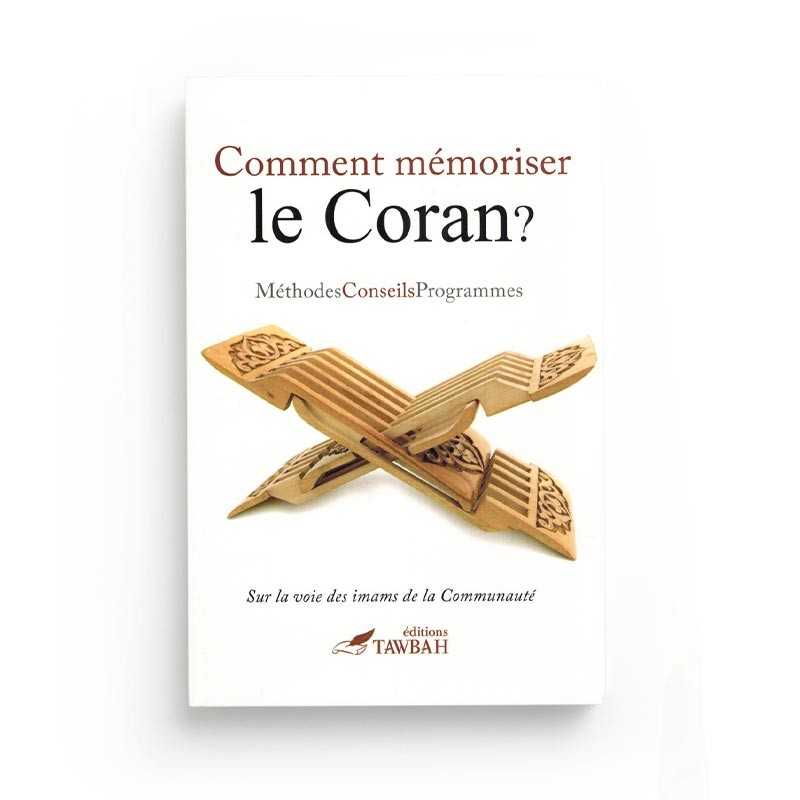 Comment mémoriser
le Coran?
MéthodesConseilsProgrammes
Sur la voie des imams de la Communauté
éditions
TAWBAH